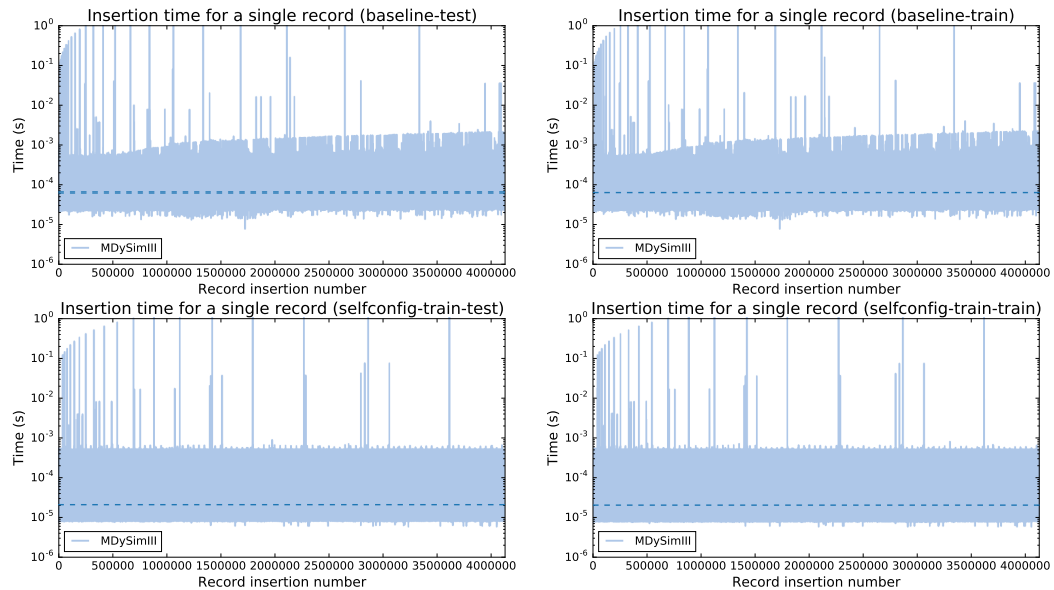 Insertion time for a single record (baseline-test)
Time (s)
10^0
10^-1
10^-2
10^-3
10^-4
10^-5
10^-6
MDySimIII
0 500000 1000000 1500000 2000000 2500000 3000000 3500000 4000000
Record insertion number
Insertion time for a single record (baseline-train)
Time (s)
10^0
10^-1
10^-2
10^-3
10^-4
10^-5
10^-6
MDySimIII
0 500000 1000000 1500000 2000000 2500000 3000000 3500000 4000000
Record insertion number
Insertion time for a single record (selfconfig-train-test)
Time (s)
10^0
10^-1
10^-2
10^-3
10^-4
10^-5
10^-6
MDySimIII
0 500000 1000000 1500000 2000000 2500000 3000000 3500000 4000000
Record insertion number
Insertion time for a single record (selfconfig-train-train)
Time (s)
10^0
10^-1
10^-2
10^-3
10^-4
10^-5
10^-6
MDySimIII
0 500000 1000000 1500000 2000000 2500000 3000000 3500000 4000000
Record insertion number